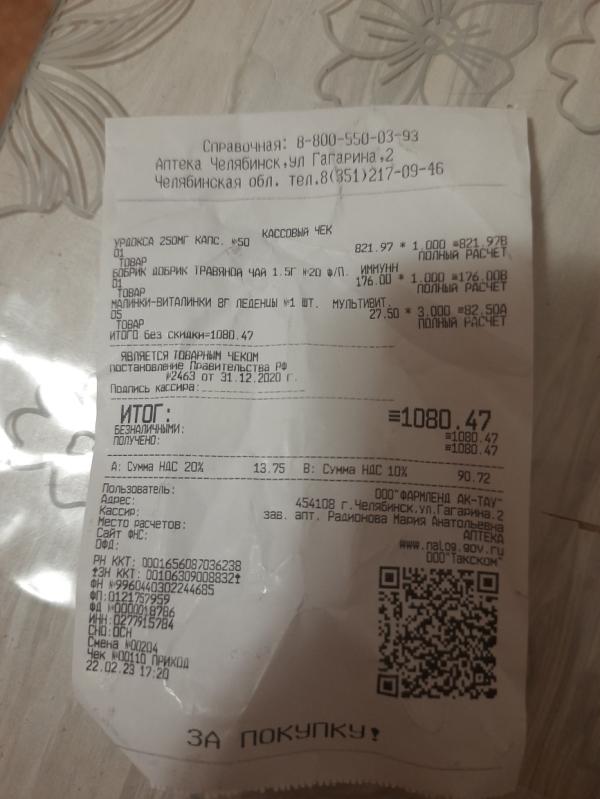 Справочная: 8-800-550-03-93
Аптека Челябинск,ул Гагарина,2
Челябинская обл. тел.8(351)217-09-46
КАССОВЫЙ ЧЕК
УРДОКСА 250МГ КАПС. №50
01 821.97 * 1.000 =821.97В
ТОВАР ПОЛНЫЙ РАСЧЕТ
БОБРИК ДОБРИК ТРАВЯНОЙ ЧАЙ 1.5Г №20 Ф/П. ИММУНН
01 176.00 * 1.000 =176.00В
ТОВАР ПОЛНЫЙ РАСЧЕТ
МАЛИНКИ-ВИТАЛИНКИ 8Г ЛЕДЕНЦЫ №1 ШТ. МУЛЬТИВИТ.
05 27.50 * 3.000 =82.50А
ТОВАР ПОЛНЫЙ РАСЧЕТ
ИТОГО без скидки=1080.47
ЯВЛЯЕТСЯ ТОВАРНЫМ ЧЕКОМ
постановление Правительства РФ
№2463 от 31.12.2020 г.
Подпись кассира:
ИТОГ: =1080.47
БЕЗНАЛИЧНЫМИ: =1080.47
ПОЛУЧЕНО: =1080.47
А: Сумма НДС 20% 13.75 В: Сумма НДС 10% 90.72
Пользователь: ООО"ФАРМЛЕНД АК-ТАУ"
Адрес: 454108 г.Челябинск.ул.Гагарина.2
Кассир: зав. апт. Радионова Мария Анатольевна
Место расчетов: АПТЕКА
Сайт ФНС: www.nalog.gov.ru
ОФД: ООО"Такском"
РН ККТ: 0001656087036238
ЗН ККТ: 00106309008832
ФН №9960440302244685
ФП:0121757959
ФД №0000018786
ИНН:0277915784
СНО:ОСН
Смена №00204
Чек №00110 ПРИХОД
22.02.23 17:20
ЗА ПОКУПКУ!